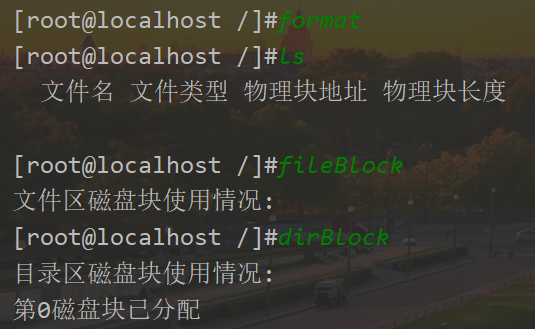 [root@localhost /]#format
[root@localhost /]#ls
文件名 文件类型 物理块地址 物理块长度
[root@localhost /]#fileBlock
文件区磁盘块使用情况:
[root@localhost /]#dirBlock
目录区磁盘块使用情况:
第0磁盘块已分配